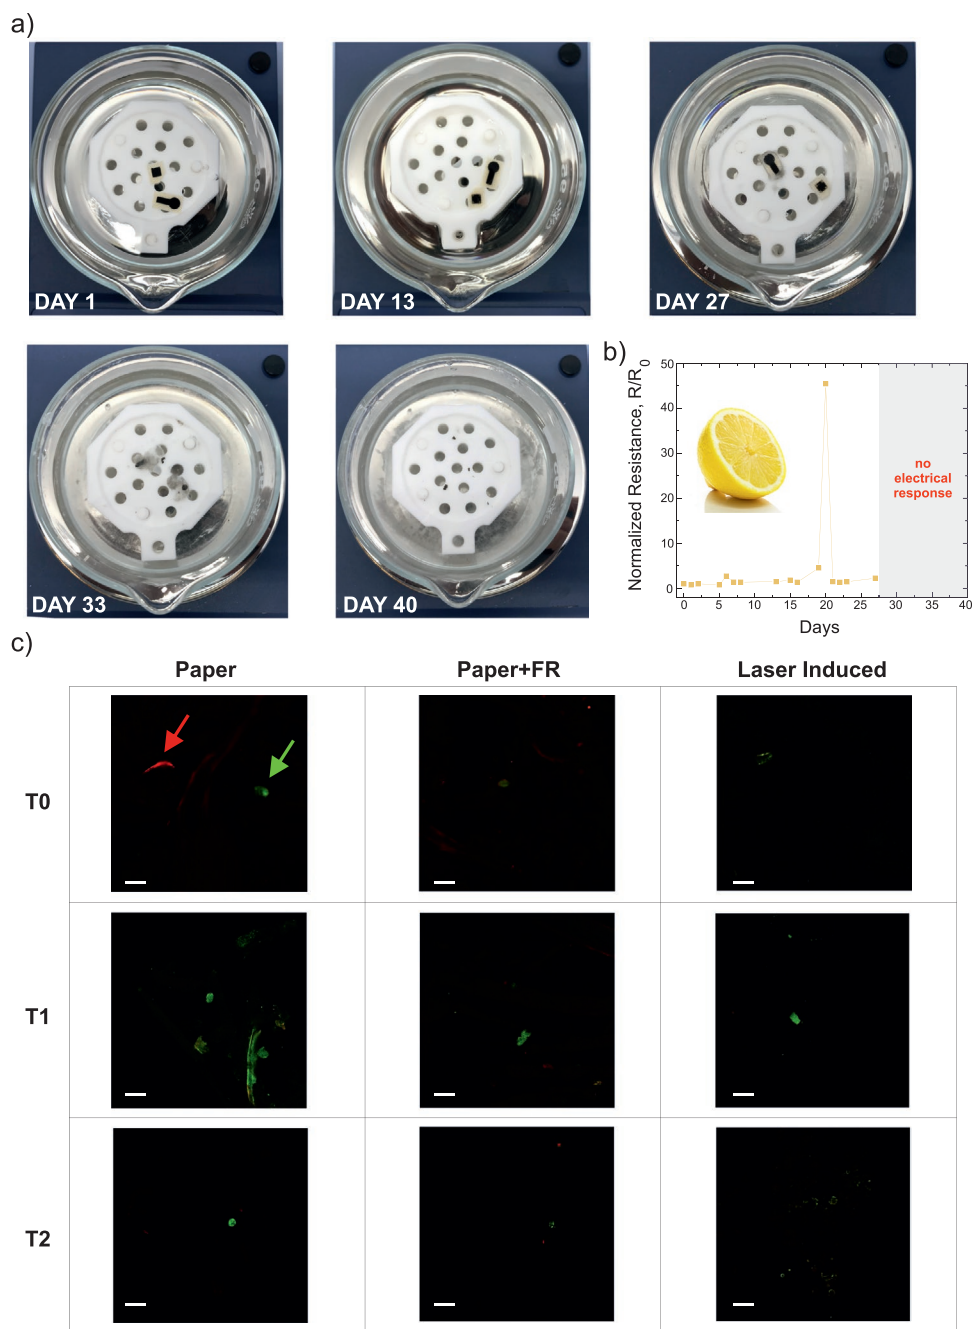 a)
DAY 1
DAY 13
DAY 27
DAY 33
DAY 40
b)
Normalized Resistance, R/R0
50
40
30
20
10
0
no
electrical
response
0 5 10 15 20 25 30 35 40
Days
c)
Paper Paper+FR Laser Induced
T0
T1
T2